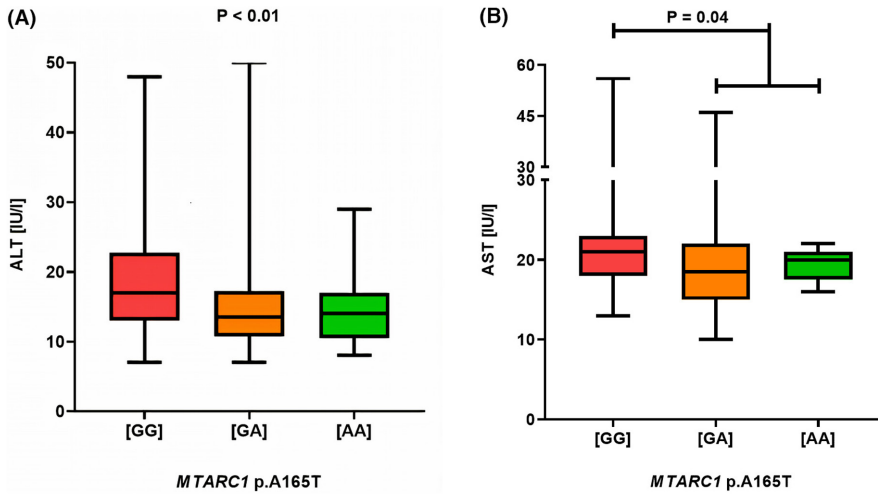 (A)
P < 0.01
ALT [IU/l]
50
40
30
20
10
0
[GG] [GA] [AA]
MTARC1 p.A165T
(B)
P = 0.04
AST [IU/l]
60
45
30
30
20
10
0
[GG] [GA] [AA]
MTARC1 p.A165T